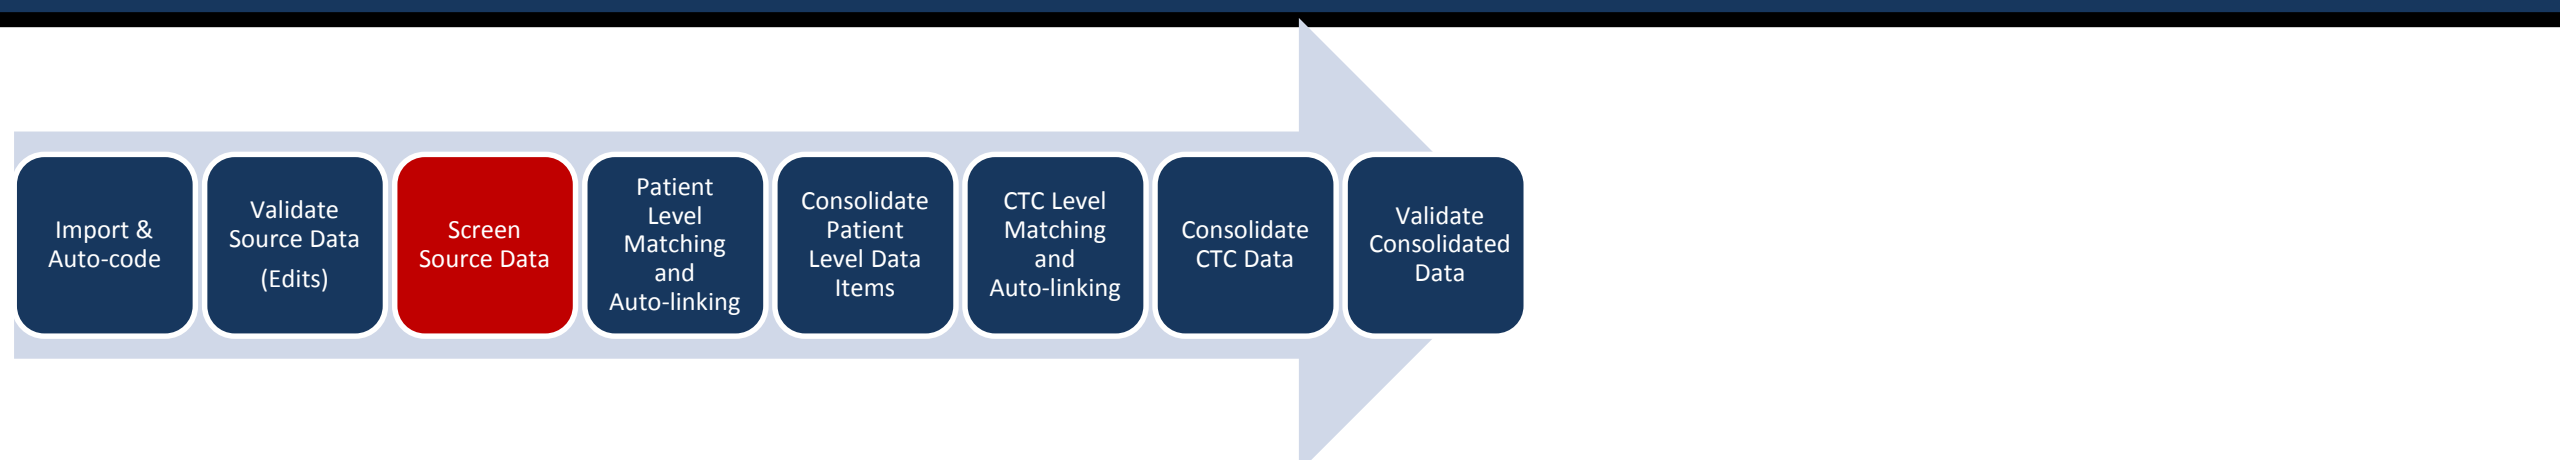 Import &
Auto-code
Validate
Source Data
(Edits)
Screen
Source Data
Patient
Level
Matching
and
Auto-linking
Consolidate
Patient
Level Data
Items
CTC Level
Matching
and
Auto-linking
Consolidate
CTC Data
Validate
Consolidated
Data